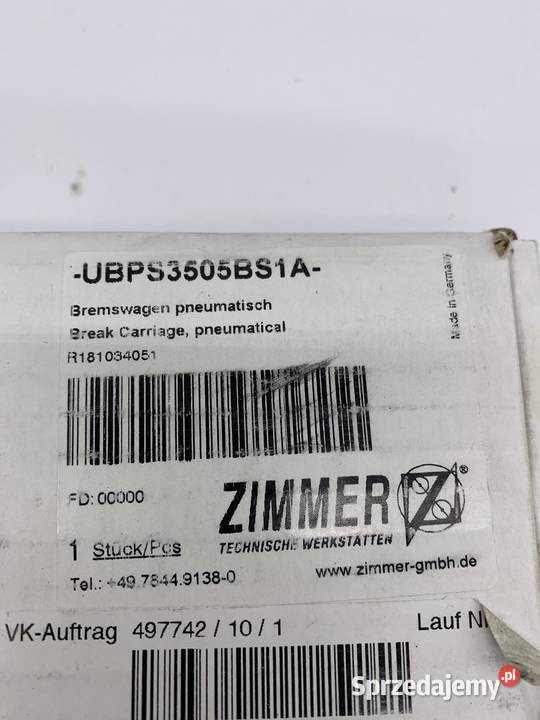 -UBPS3505BS1A-
Bremswagen pneumatisch
Break Carriage, pneumatical
R181034051
Made in Germany
FD: 00000
ZIMMER ®
TECHNISCHE WERKSTÄTTEN
1 Stück/Pcs
Tel.: +49.7844.9138-0
www.zimmer-gmbh.de
VK-Auftrag 497742 / 10 / 1
Lauf
Sprzedajemy.pl